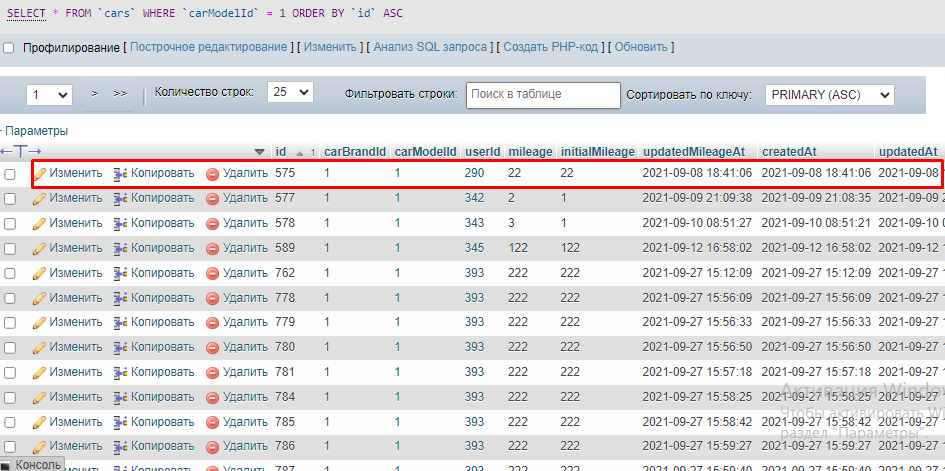 SELECT * FROM `cars` WHERE `carModelId` = 1 ORDER BY `id` ASC
Профилирование [ Построчное редактирование ] [ Изменить ] [ Анализ SQL запроса ] [ Создать PHP-код ] [ Обновить ]
1 > >> Количество строк: 25 Фильтровать строки: Поиск в таблице Сортировать по ключу: PRIMARY (ASC)
Параметры
←T→ id 1 carBrandId carModelId userId mileage initialMileage updatedMileageAt createdAt updatedAt
Изменить Копировать Удалить 575 1 1 290 22 22 2021-09-08 18:41:06 2021-09-08 18:41:06 2021-09-08
Изменить Копировать Удалить 577 1 1 342 2 1 2021-09-09 21:09:38 2021-09-09 21:08:35 2021-09-09
Изменить Копировать Удалить 578 1 1 343 3 1 2021-09-10 08:51:27 2021-09-10 08:51:21 2021-09-10
Изменить Копировать Удалить 589 1 1 345 122 122 2021-09-12 16:58:02 2021-09-12 16:58:02 2021-09-12
Изменить Копировать Удалить 762 1 1 393 222 222 2021-09-27 15:12:09 2021-09-27 15:12:09 2021-09-27
Изменить Копировать Удалить 778 1 1 393 222 222 2021-09-27 15:56:09 2021-09-27 15:56:09 2021-09-27
Изменить Копировать Удалить 779 1 1 393 222 222 2021-09-27 15:56:33 2021-09-27 15:56:33 2021-09-27
Изменить Копировать Удалить 780 1 1 393 222 222 2021-09-27 15:56:50 2021-09-27 15:56:50 2021-09-27
Изменить Копировать Удалить 781 1 1 393 222 222 2021-09-27 15:57:18 2021-09-27 15:57:18 2021-09-27
Изменить Копировать Удалить 784 1 1 393 222 222 2021-09-27 15:58:25 2021-09-27 15:58:25 2021-09-27
Изменить Копировать Удалить 785 1 1 393 222 222 2021-09-27 15:58:42 2021-09-27 15:58:42 2021-09-27
Изменить Копировать Удалить 786 1 1 393 222 222 2021-09-27 15:59:27 2021-09-27 15:59:27 2021-09-27
Копировать Удалить 787 1 1 393 222 222 2021-09-27 15:59:40 2021-09-27 15:59:40 2021-09-27
Активация Window
Чтобы активировать Wi
раздел "Параметры".
Консоль